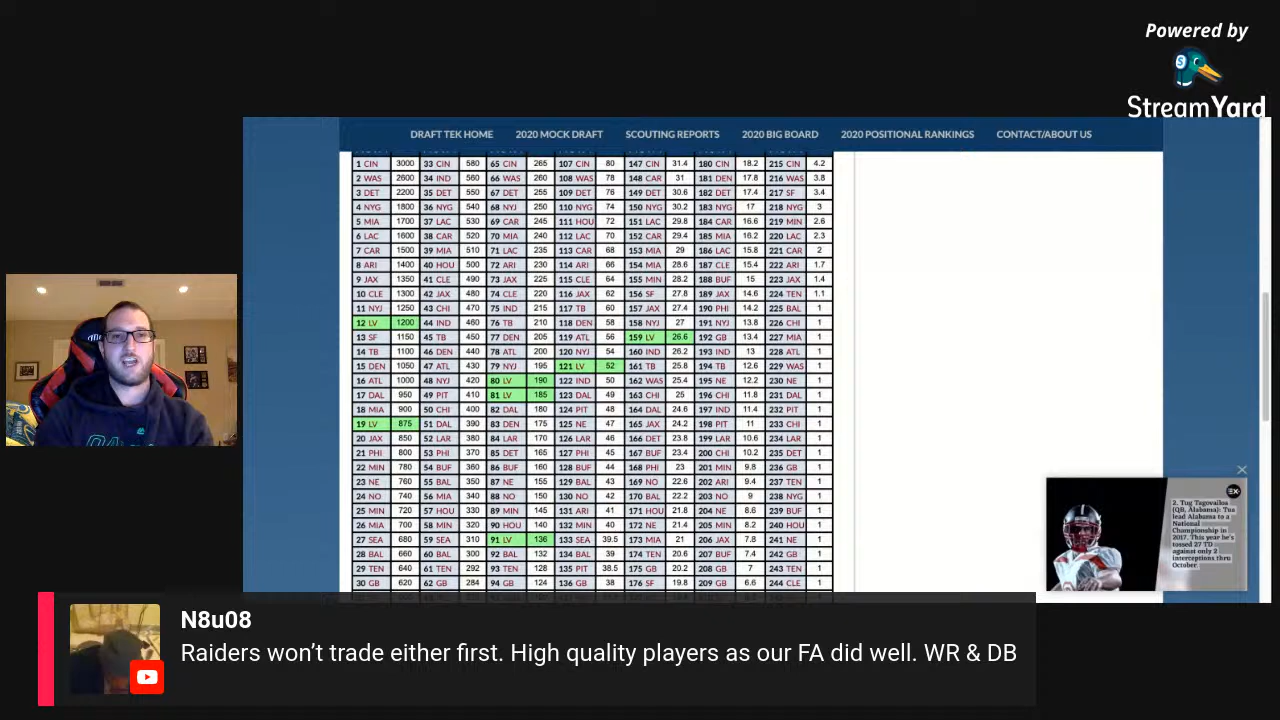 Powered by
StreamYard
DRAFT TEK HOME 2020 MOCK DRAFT SCOUTING REPORTS 2020 BIG BOARD 2020 POSITIONAL RANKINGS CONTACT/ABOUT US
1 CIN 3000 33 CIN 580 65 CIN 265 107 CIN 80 147 CIN 31.4 180 CIN 18.2 215 CIN 4.2
2 WAS 2600 34 IND 560 66 WAS 260 108 WAS 78 148 CAR 31 181 DEN 17.8 216 WAS 3.8
3 DET 2200 35 DET 550 67 DET 255 109 DET 76 149 DET 30.6 182 DET 17.4 217 SF 3.4
4 NYG 1800 36 NYG 540 68 NYJ 250 110 NYG 74 150 NYG 30.2 183 NYG 17 218 NYG 3
5 MIA 1700 37 LAC 530 69 CAR 245 111 HOU 72 151 LAC 29.8 184 CAR 16.6 219 MIN 2.6
6 LAC 1600 38 CAR 520 70 MIA 240 112 LAC 70 152 CAR 29.4 185 MIA 16.2 220 LAC 2.3
7 CAR 1500 39 MIA 510 71 LAC 235 113 CAR 68 153 MIA 29 186 LAC 15.8 221 CAR 2
8 ARI 1400 40 HOU 500 72 ARI 230 114 ARI 66 154 MIA 28.6 187 CLE 15.4 222 ARI 1.7
9 JAX 1350 41 CLE 490 73 JAX 225 115 CLE 64 155 MIN 28.2 188 BUF 15 223 JAX 1.4
10 CLE 1300 42 JAX 480 74 CLE 220 116 JAX 62 156 SF 27.8 189 JAX 14.6 224 TEN 1.1
11 NYJ 1250 43 CHI 470 75 IND 215 117 TB 60 157 JAX 27.4 190 PHI 14.2 225 BAL 1
12 LV 1200 44 IND 460 76 TB 210 118 DEN 58 158 NYJ 27 191 NYJ 13.8 226 CHI 1
13 SF 1150 45 TB 450 77 DEN 205 119 ATL 56 159 LV 26.6 192 GB 13.4 227 MIA 1
14 TB 1100 46 DEN 440 78 ATL 200 120 NYJ 54 160 IND 26.2 193 IND 13 228 ATL 1
15 DEN 1050 47 ATL 430 79 NYJ 195 121 LV 52 161 TB 25.8 194 TB 12.6 229 WAS 1
16 ATL 1000 48 NYJ 420 80 LV 190 122 IND 50 162 WAS 25.4 195 NE 12.2 230 NE 1
17 DAL 950 49 PIT 410 81 LV 185 123 DAL 49 163 CHI 25 196 CHI 11.8 231 DAL 1
18 MIA 900 50 CHI 400 82 DAL 180 124 PIT 48 164 DAL 24.6 197 IND 11.4 232 PIT 1
19 LV 875 51 DAL 390 83 DEN 175 125 NE 47 165 JAX 24.2 198 PIT 11 233 CHI 1
20 JAX 850 52 LAR 380 84 LAR 170 126 LAR 46 166 DET 23.8 199 LAR 10.6 234 LAR 1
21 PHI 800 53 PHI 370 85 DET 165 127 PHI 45 167 BUF 23.4 200 CHI 10.2 235 DET 1
22 MIN 780 54 BUF 360 86 BUF 160 128 BUF 44 168 PHI 23 201 MIN 9.8 236 GB 1
23 NE 760 55 BAL 350 87 NE 155 129 BAL 43 169 NO 22.6 202 ARI 9.4 237 TEN 1
24 NO 740 56 MIA 340 88 NO 150 130 NO 42 170 BAL 22.2 203 NO 9 238 NYG 1
25 MIN 720 57 HOU 330 89 MIN 145 131 ARI 41 171 HOU 21.8 204 NE 8.6 239 BUF 1
26 MIA 700 58 MIN 320 90 HOU 140 132 MIN 40 172 NE 21.4 205 MIN 8.2 240 HOU 1
27 SEA 680 59 SEA 310 91 LV 136 133 SEA 39.5 173 MIA 21 206 JAX 7.8 241 NE 1
28 BAL 660 60 BAL 300 92 BAL 132 134 BAL 39 174 TEN 20.6 207 BUF 7.4 242 GB 1
29 TEN 640 61 TEN 292 93 TEN 128 135 PIT 38.5 175 GB 20.2 208 GB 7 243 TEN 1
30 GB 620 62 GB 284 94 GB 124 136 GB 38 176 SF 19.8 209 GB 6.6 244 CLE 1
2. Tug Tagovailoa
(QB, Alabama): Tua
lead Alabama to a
National
Championship in
2017. This year he's
tossed 27 TD
against only 2
interceptions thru
October.
N8u08
Raiders won't trade either first. High quality players as our FA did well. WR & DB